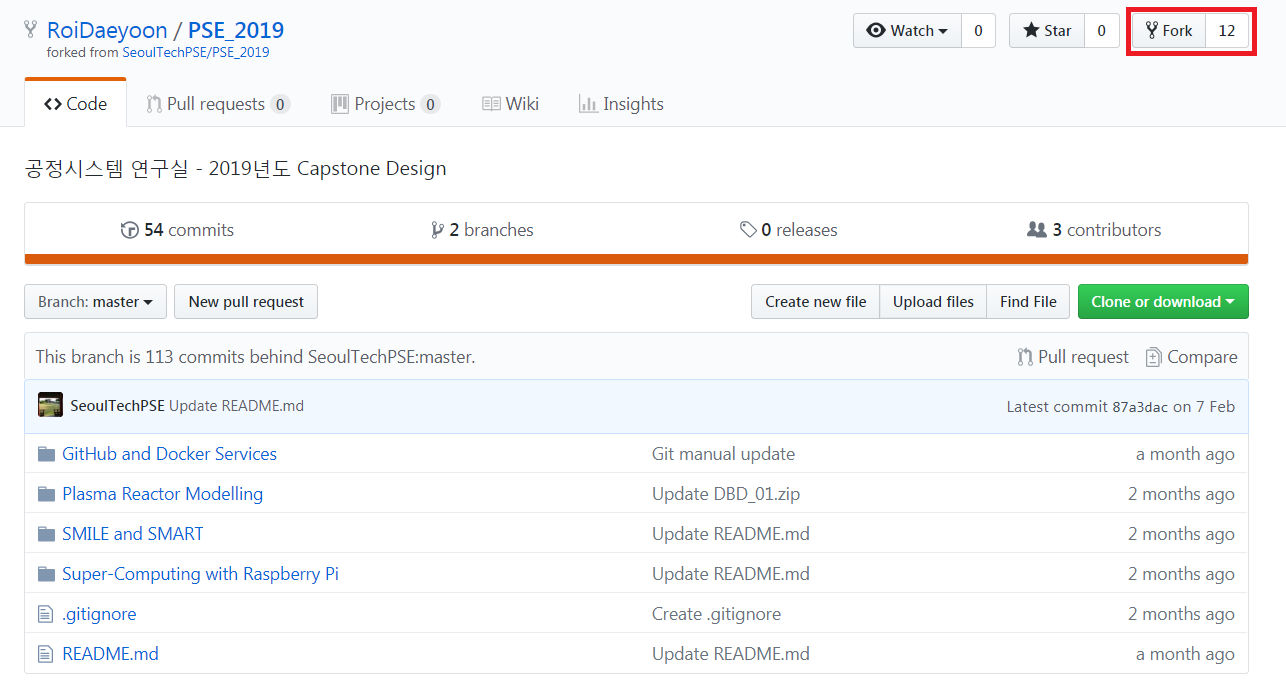 RoiDaeyoon / PSE_2019
forked from SeoulTechPSE/PSE_2019
Watch 0 Star 0 Fork 12
Code Pull requests 0 Projects 0 Wiki Insights
공정시스템 연구실 - 2019년도 Capstone Design
54 commits 2 branches 0 releases 3 contributors
Branch: master New pull request Create new file Upload files Find File Clone or download
This branch is 113 commits behind SeoulTechPSE:master. Pull request Compare
SeoulTechPSE Update README.md Latest commit 87a3dac on 7 Feb
GitHub and Docker Services Git manual update a month ago
Plasma Reactor Modelling Update DBD_01.zip 2 months ago
SMILE and SMART Update README.md 2 months ago
Super-Computing with Raspberry Pi Update README.md 2 months ago
.gitignore Create .gitignore 2 months ago
README.md Update README.md a month ago